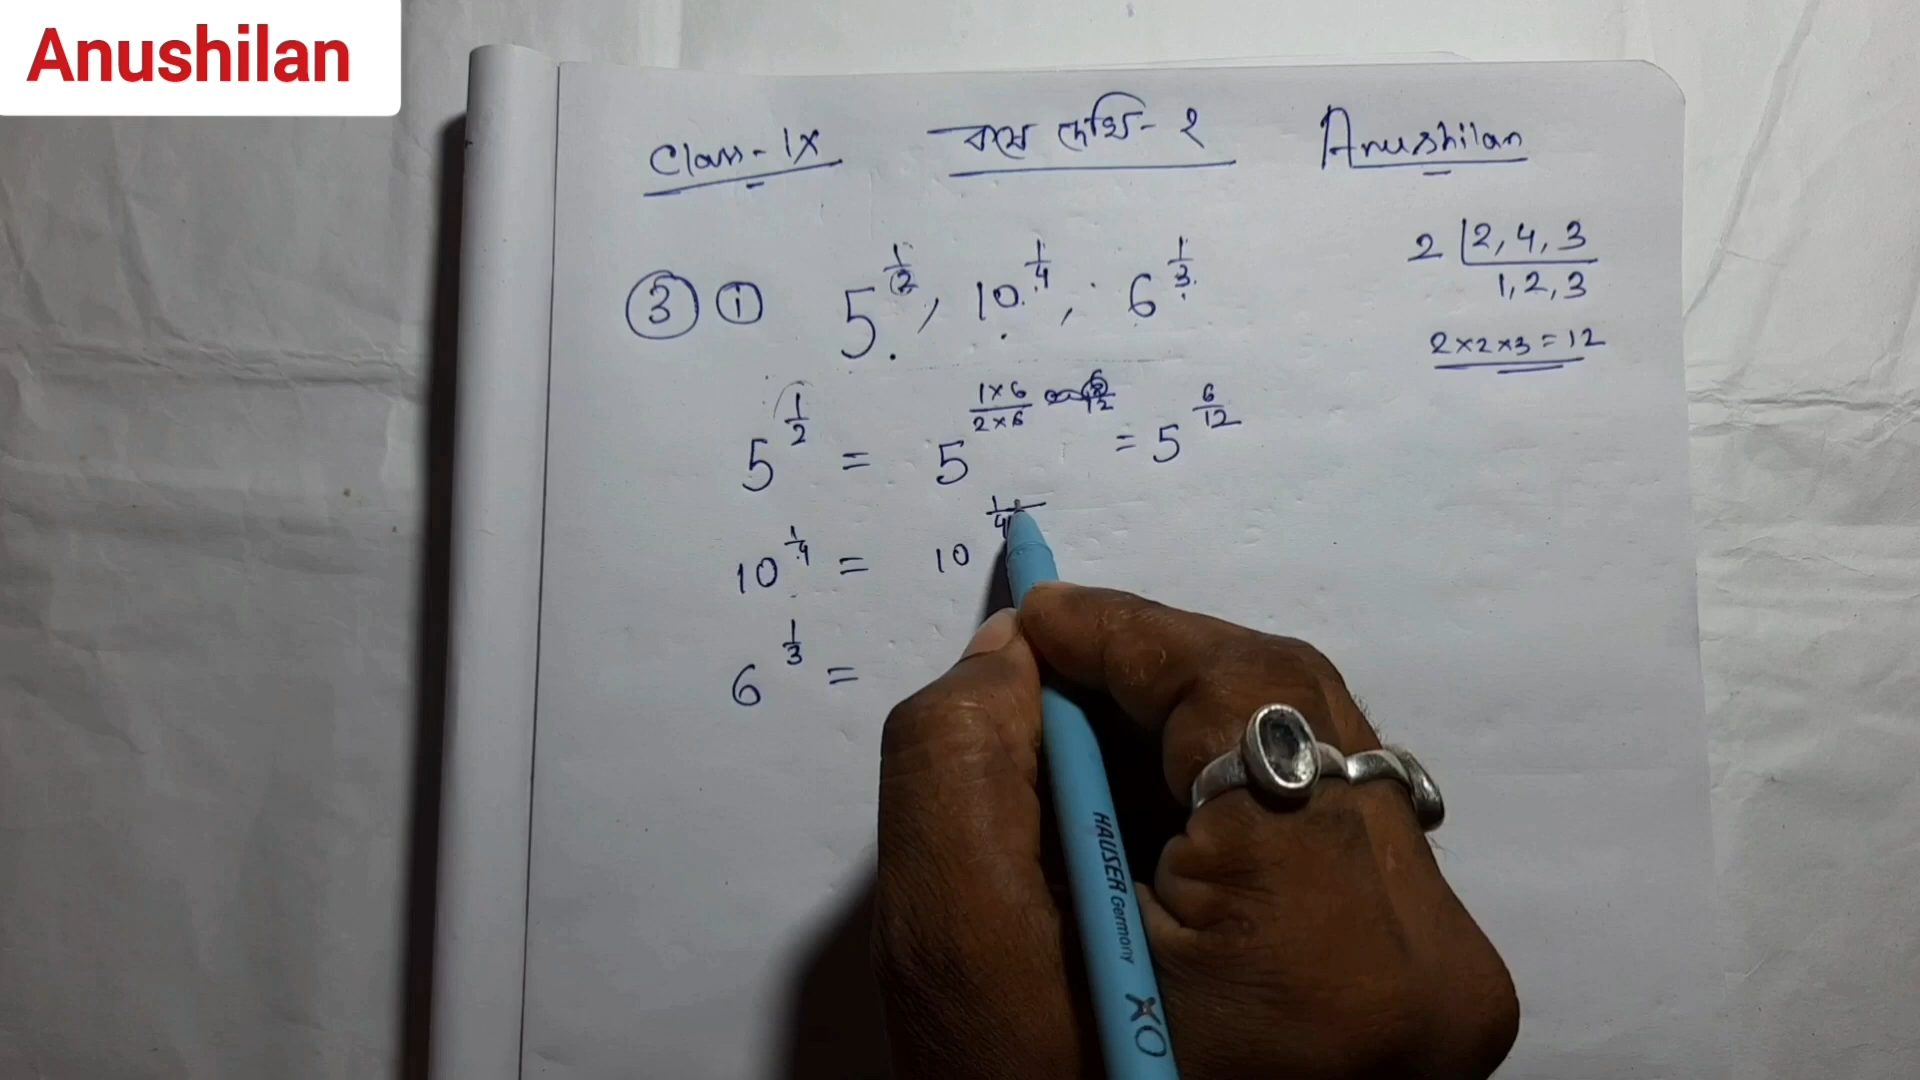 Anushilan
Class - IX কষে দেখি - ২ Anushilan
3 i 5^1/2, 10^1/4, 6^1/3
2 | 2, 4, 3
1, 2, 3
2×2×3=12
5^1/2 = 5^1×6/2×6 = 5^6/12
10^1/4 = 10^1/4
6^1/3 =
HAUSER Germany XO